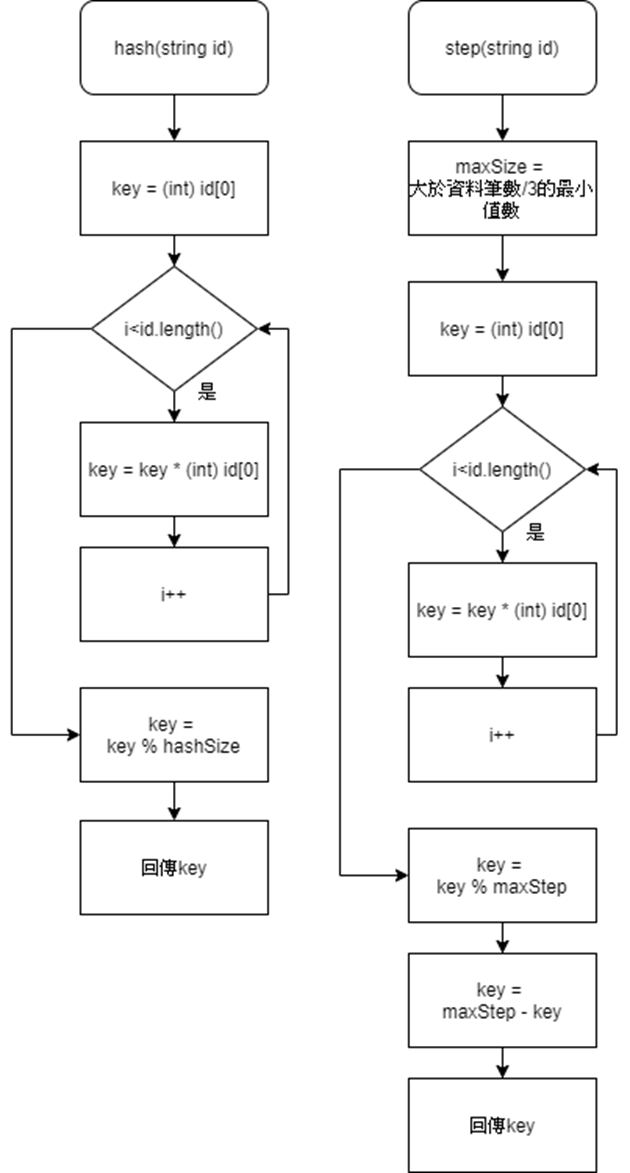 hash(string id)
key = (int) id[0]
i<id.length()
是
key = key * (int) id[0]
i++
key =
key % hashSize
回傳key
step(string id)
maxSize =
大於資料筆數/3的最小
值數
key = (int) id[0]
i<id.length()
是
key = key * (int) id[0]
i++
key =
key % maxStep
key =
maxStep - key
回傳key